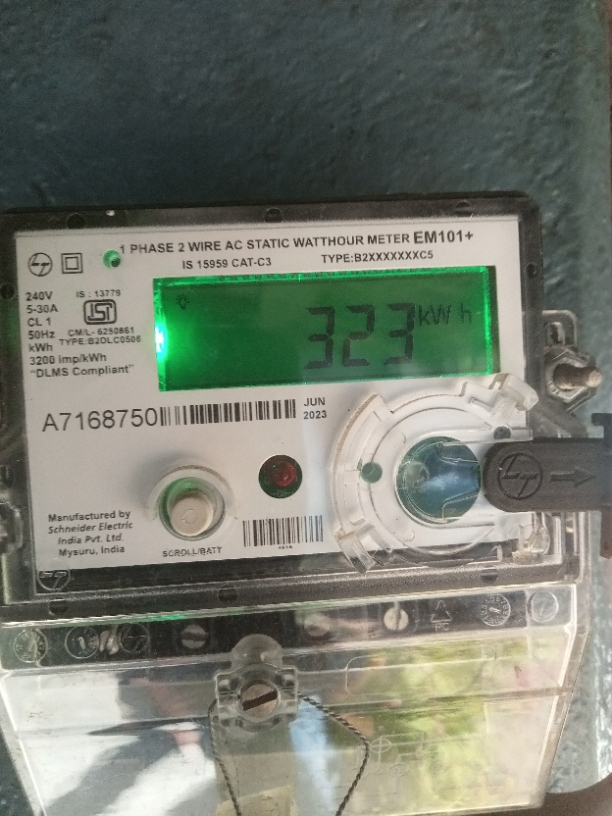 1 PHASE 2 WIRE AC STATIC WATTHOUR METER EM101+
IS 15959 CAT-C3 TYPE:B2XXXXXXXC5
240V
5-30A
CL 1
50Hz
kWh
3200 imp/kWh
"DLMS Compliant"
IS : 13779
CM/L- 6250861
TYPE:B2DLC0506
323 kW h
A7168750
JUN
2023
Manufactured by
Schneider Electric
India Pvt. Ltd.
Mysuru, India
SCROLL/BATT